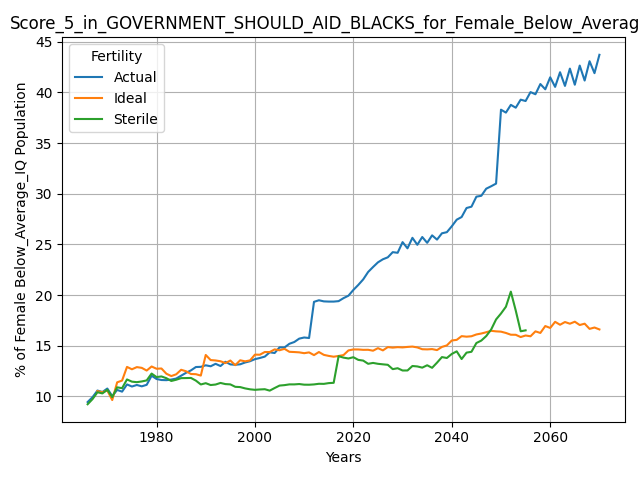 Score_5_in_GOVERNMENT_SHOULD_AID_BLACKS_for_Female_Below_Averag
% of Female Below_Average_IQ Population
45
40
35
30
25
20
15
10
Fertility
Actual
Ideal
Sterile
1980
2000
2020
2040
2060
Years